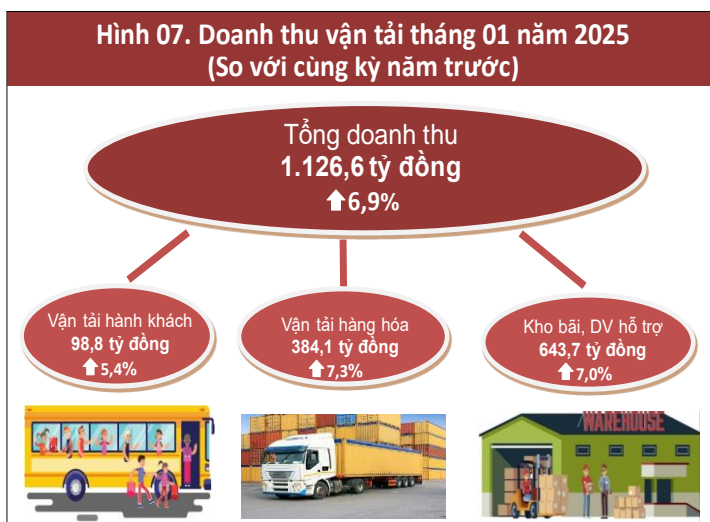 Hình 07. Doanh thu vận tải tháng 01 năm 2025
(So với cùng kỳ năm trước)
Tổng doanh thu
1.126,6 tỷ đồng
6,9%
Vận tải hành khách
98,8 tỷ đồng
5,4%
Vận tải hàng hóa
384,1 tỷ đồng
7,3%
Kho bãi, DV hỗ trợ
643,7 tỷ đồng
7,0%
WAREHOUSE